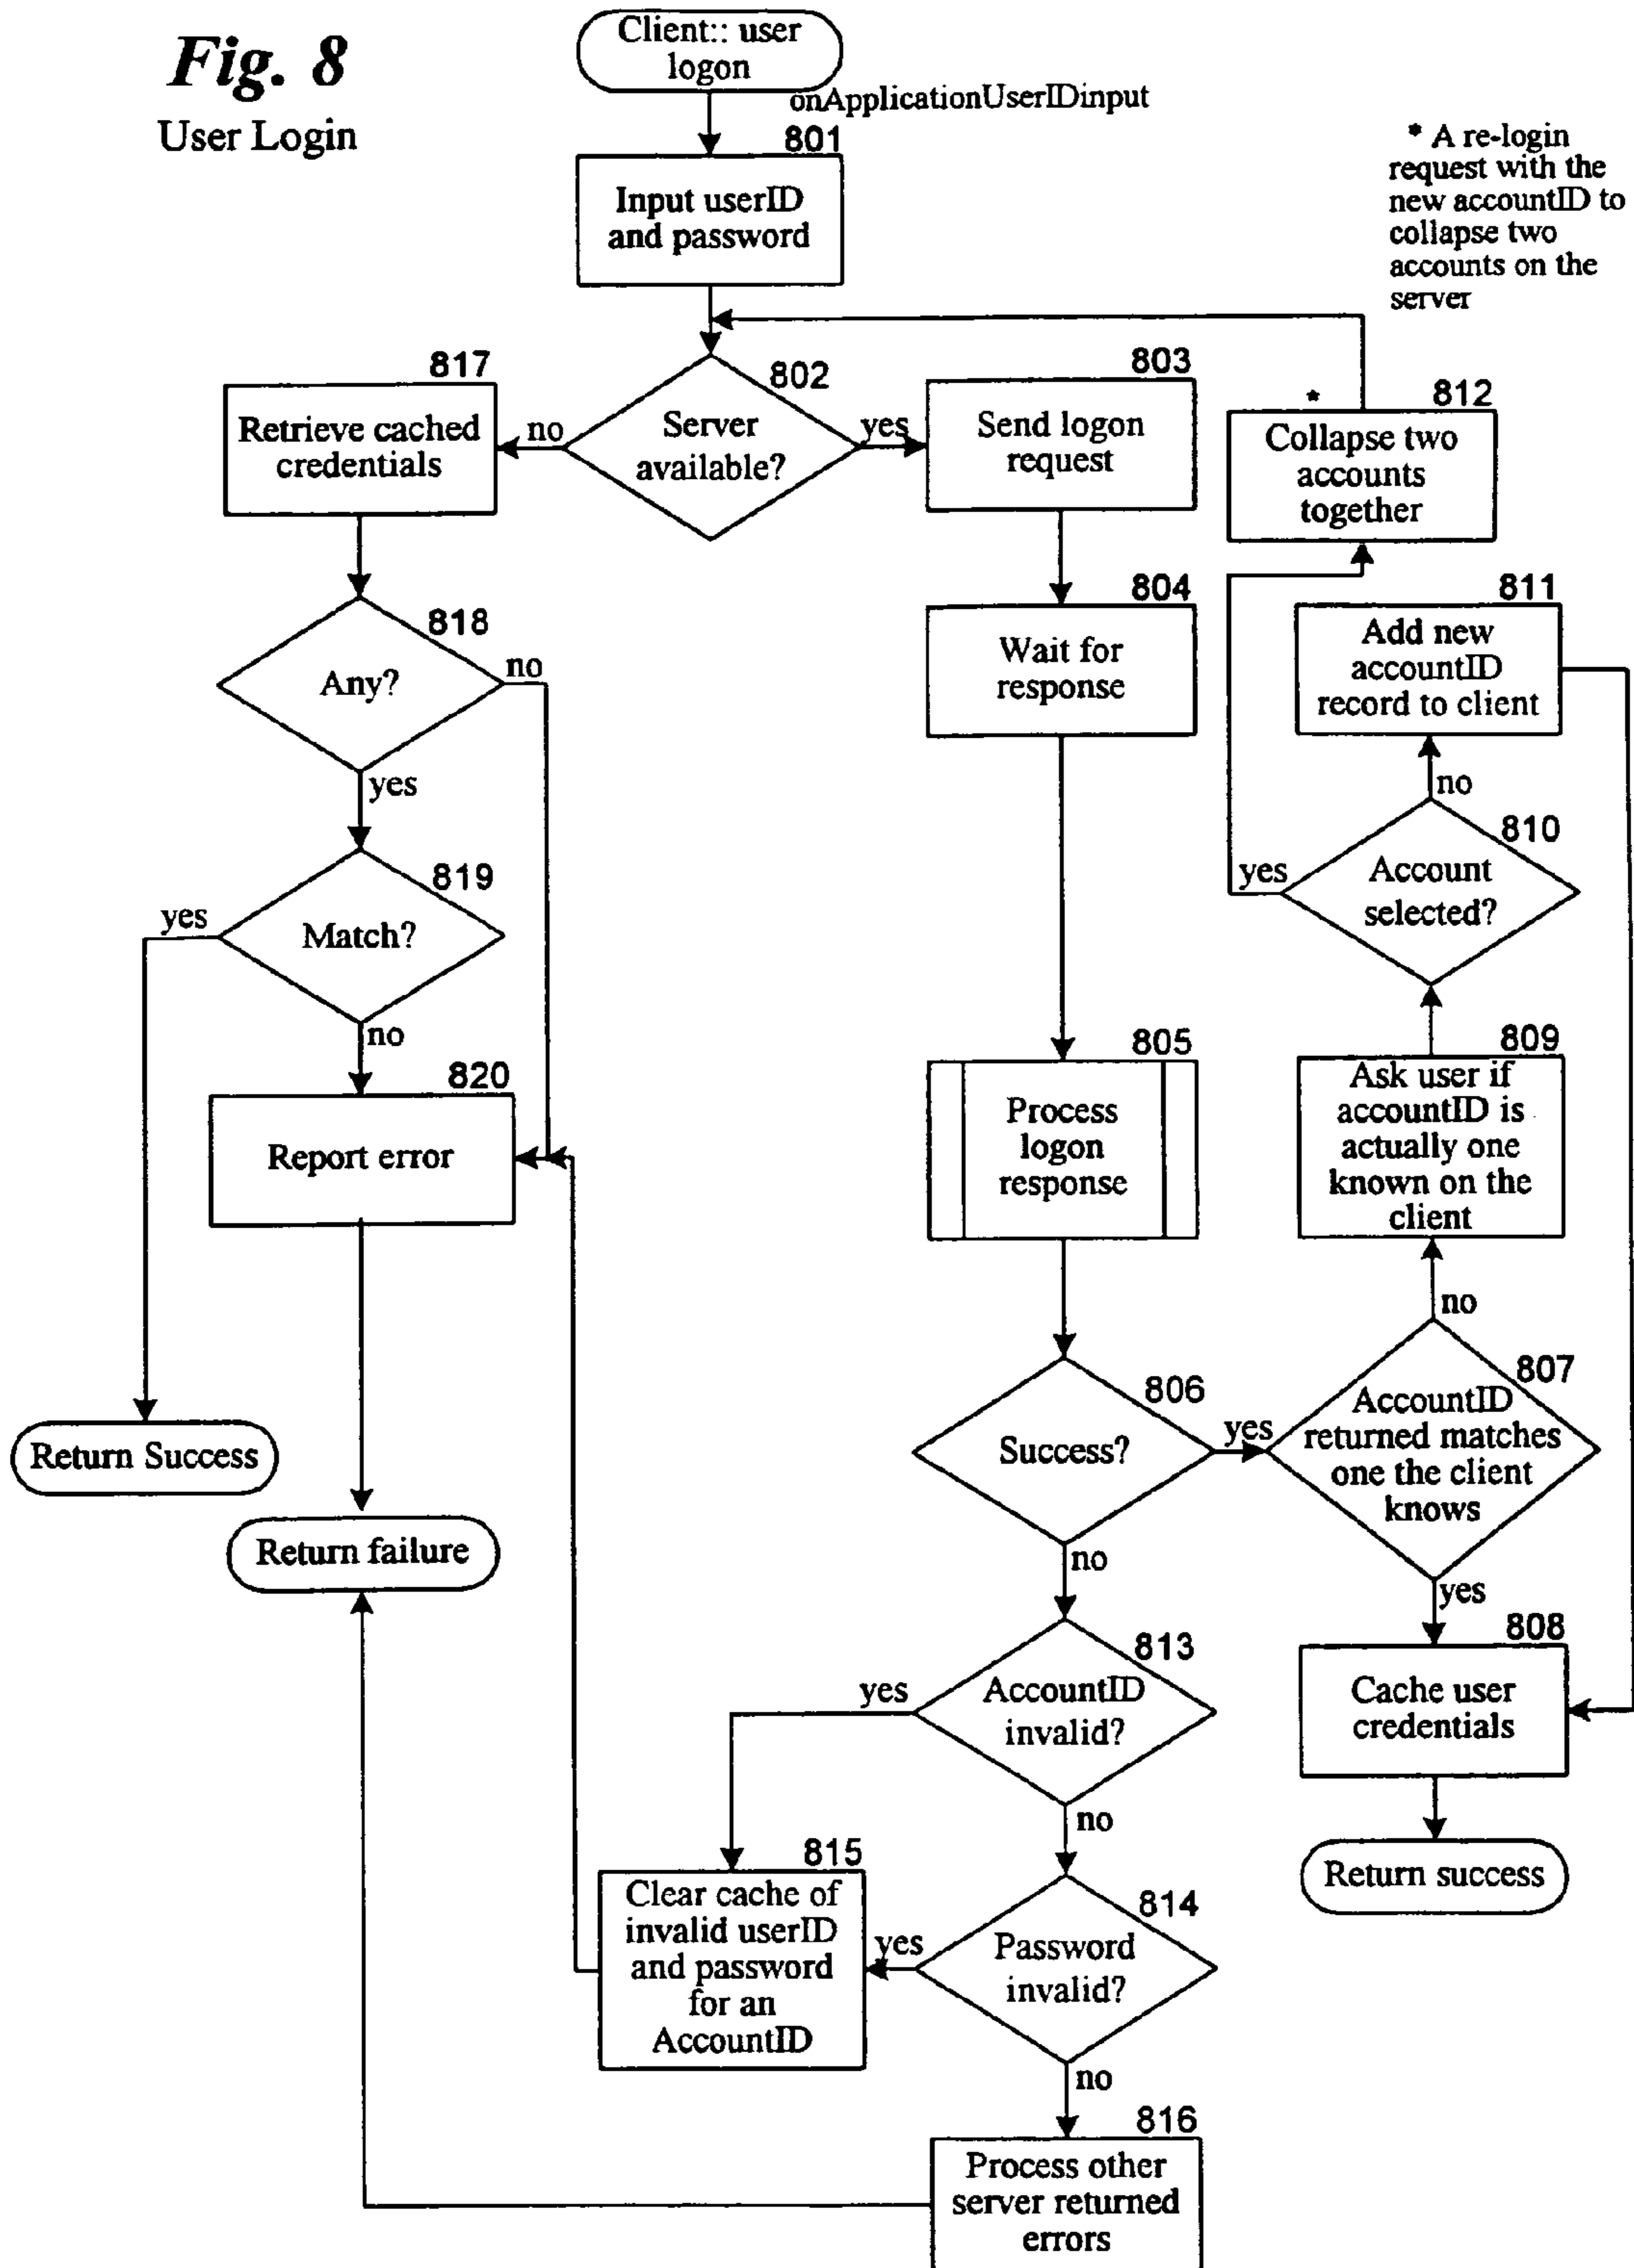 Fig. 8
User Login
Client:: user
logon
onApplicationUserIDinput
801
Input userID
and password
* A re-login
request with the
new accountID to
collapse two
accounts on the
server
817
Retrieve cached
credentials
no
802
Server
available?
yes
803
Send logon
request
*
812
Collapse two
accounts
together
818
Any?
no
yes
804
Wait for
response
811
Add new
accountID
record to client
no
810
Account
selected?
yes
819
Match?
yes
no
820
Report error
805
Process
logon
response
809
Ask user if
accountID is
actually one
known on the
client
no
Return Success
Return failure
806
Success?
yes
no
807
AccountID
returned matches
one the client
knows
yes
813
AccountID
invalid?
yes
no
808
Cache user
credentials
Return success
815
Clear cache of
invalid userID
and password
for an
AccountID
814
Password
invalid?
yes
no
816
Process other
server returned
errors